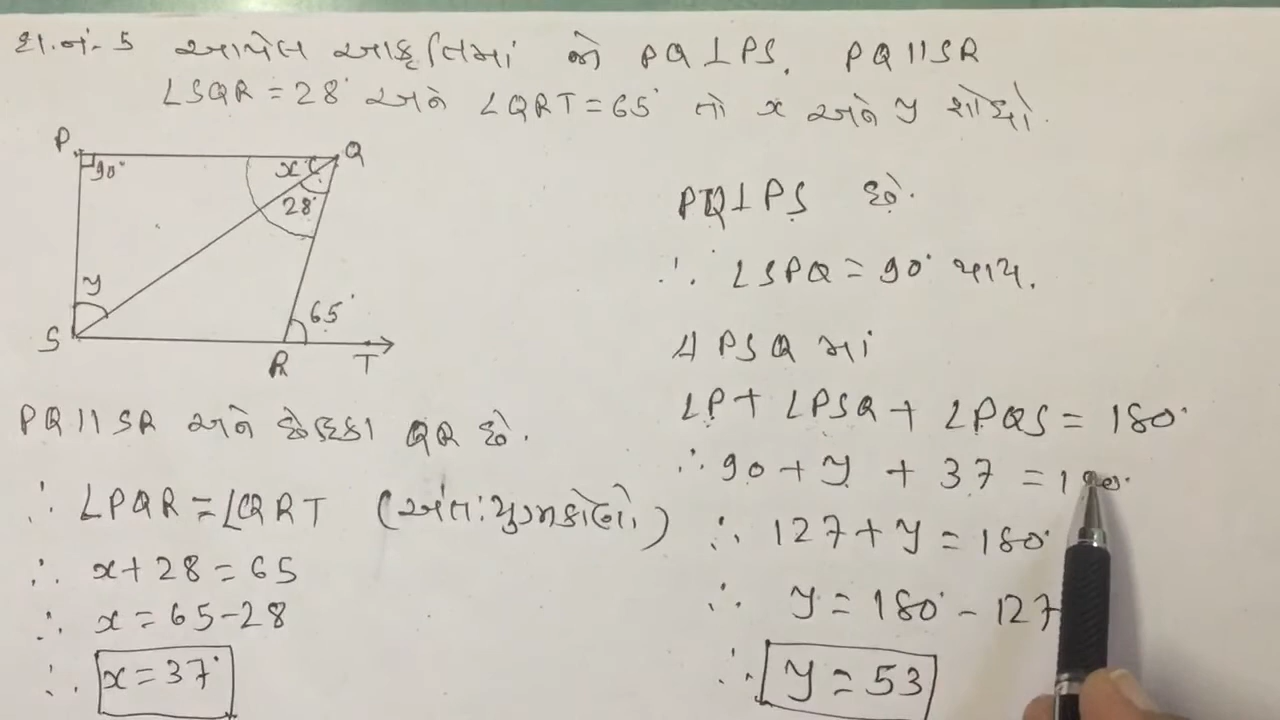 પ્રા.નં.-5 આપેલ આકૃતિમાં જો PQ⊥PS, PQ||SR
∠SQR = 28° અને ∠QRT = 65° તો x અને y શોધો.
P
90°
x°
Q
28°
y
65°
S
R
T
PQ||SR અને છેદિકા QR છે.
∴ ∠PQR = ∠QRT (અંતઃયુગ્મકોણો)
∴ x + 28 = 65
∴ x = 65 - 28
∴ x = 37°
PQ⊥PS છે.
∴ ∠SPQ = 90° થાય.
Δ PSQ માં
∠P + ∠PSQ + ∠PQS = 180°
∴ 90 + y + 37 =
∴ 127 + y = 180°
∴ y = 180° - 127
∴ y = 53